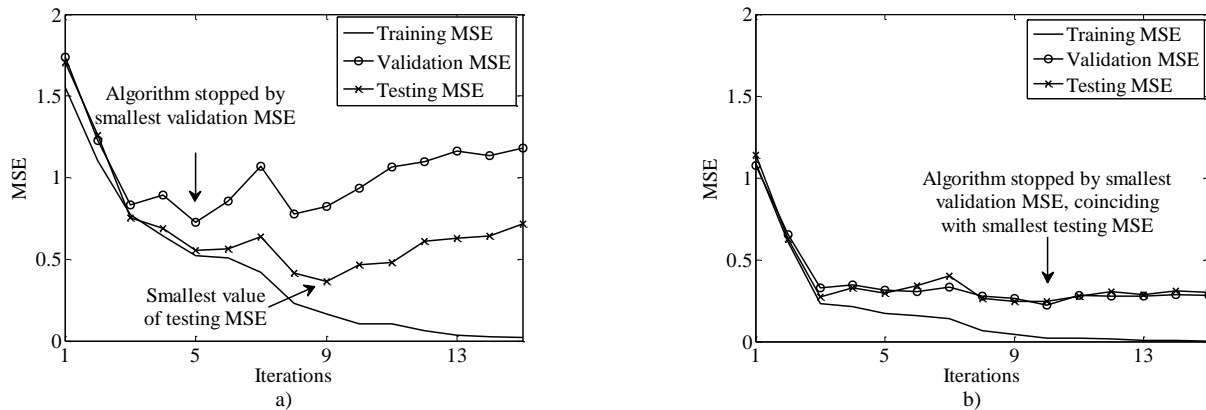 2
1.5
1
0.5
0
MSE
Training MSE
Validation MSE
Testing MSE
Algorithm stopped by
smallest validation MSE
Smallest value
of testing MSE
1
5
9
13
Iterations
a)
2
1.5
1
0.5
0
MSE
Training MSE
Validation MSE
Testing MSE
Algorithm stopped by smallest
validation MSE, coinciding
with smallest testing MSE
1
5
9
13
Iterations
b)